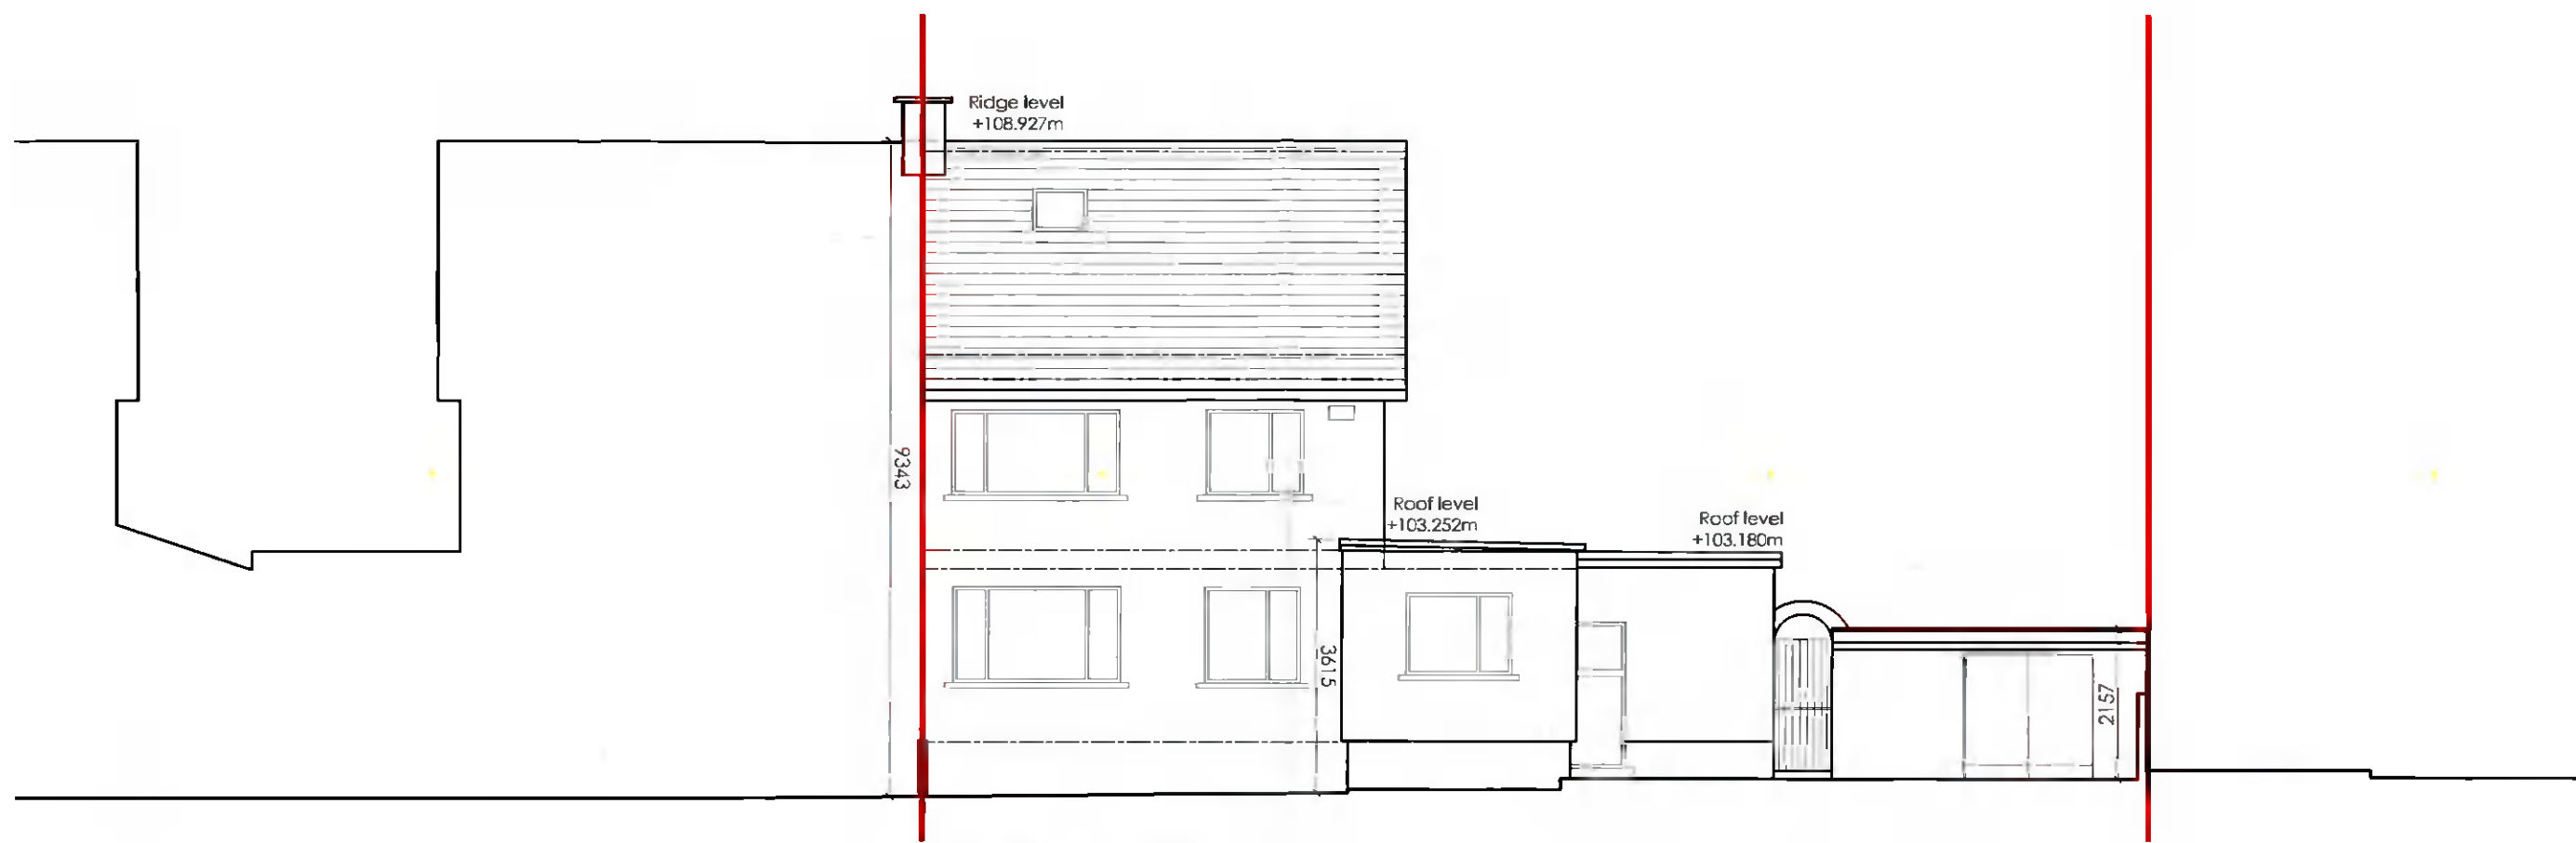 Ridge level
+108.927m
9343
Roof level
+103.252m
Roof level
+103.180m
3615
2157